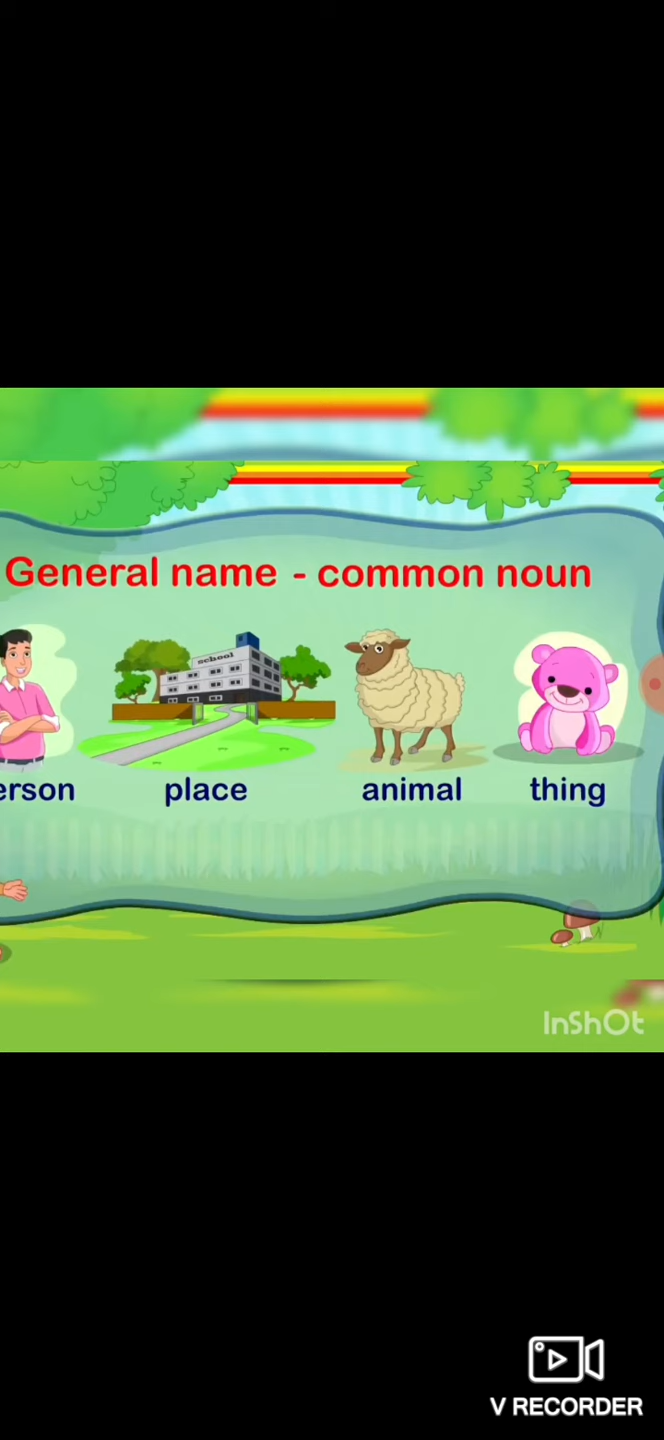 General name - common noun
school
erson place animal thing
InShOt
V RECORDER